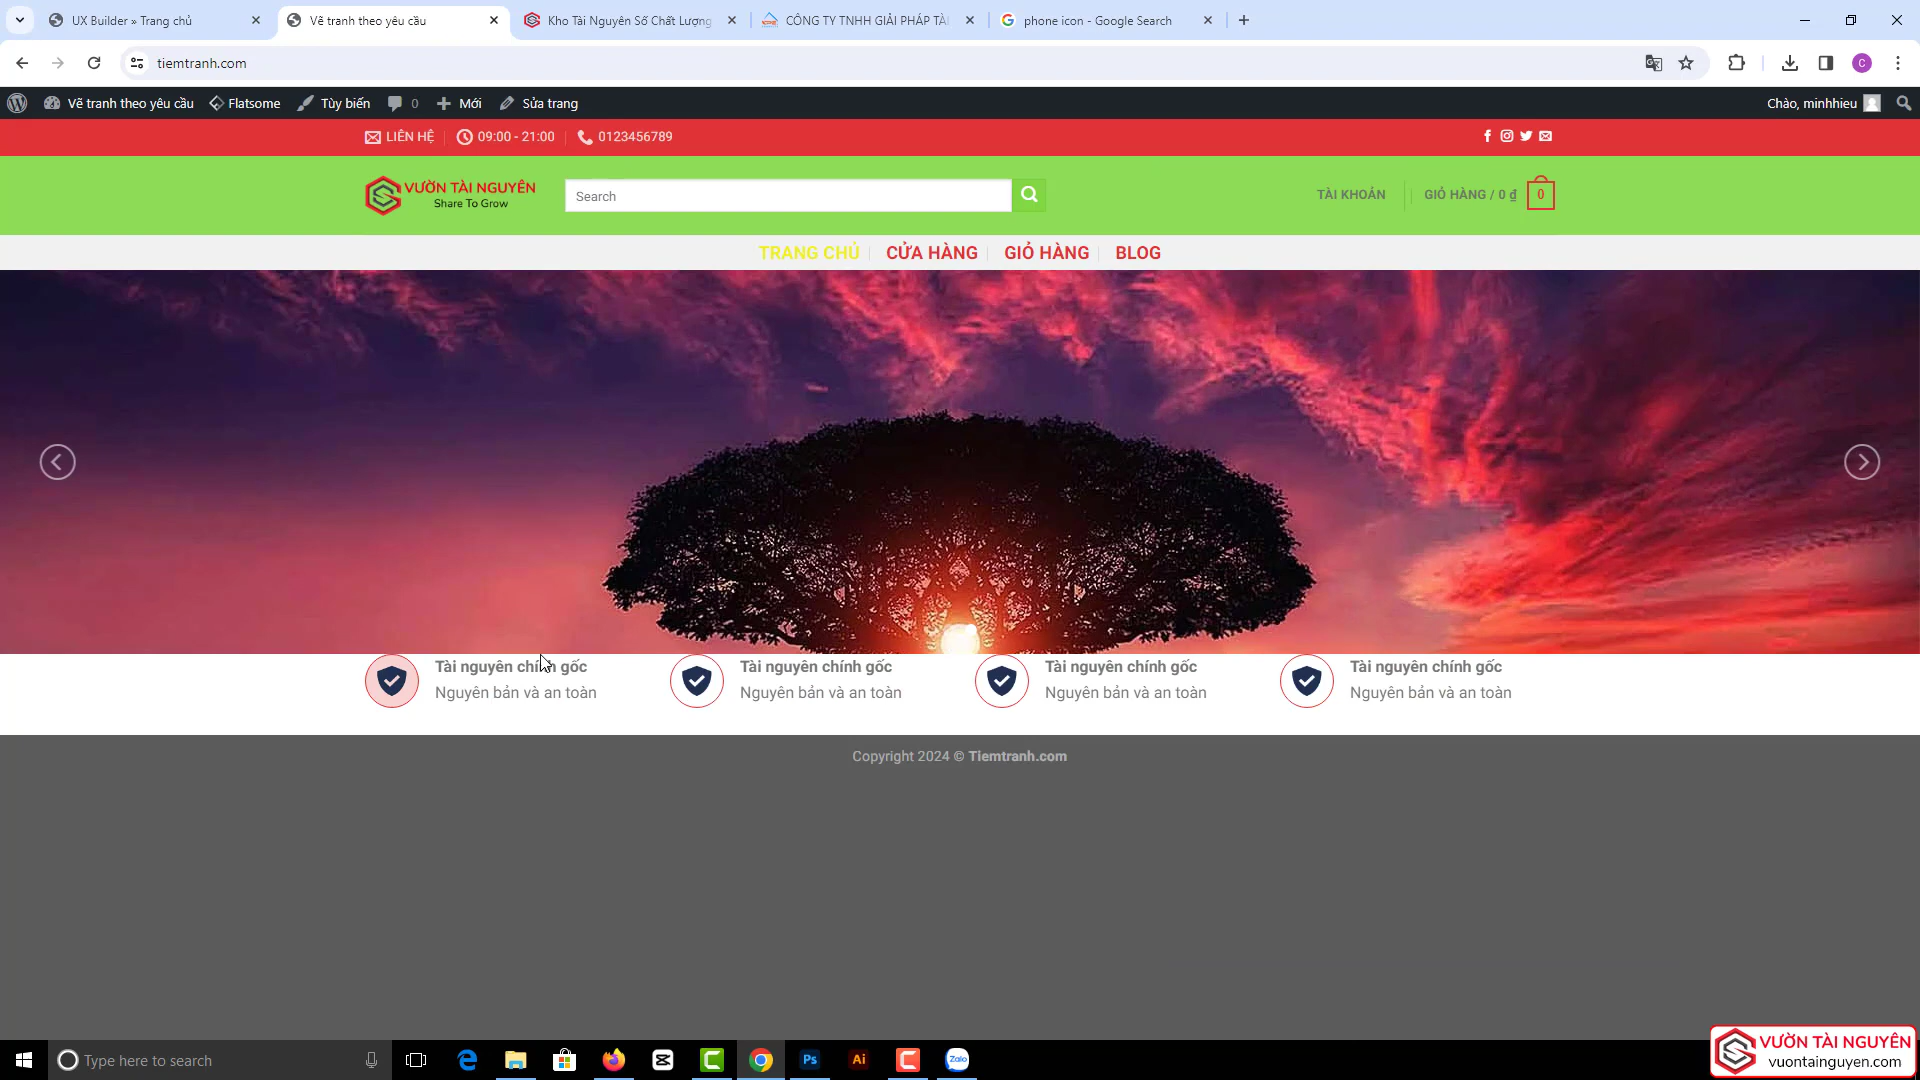 UX Builder » Trang chủ
Vẽ tranh theo yêu cầu
Kho Tài Nguyên Số Chất Lượng
CÔNG TY TNHH GIẢI PHÁP TÀI
phone icon - Google Search
tiemtranh.com
C
Vẽ tranh theo yêu cầu
Flatsome
Tùy biến
0
Mới
Sửa trang
Chào, minhhieu
LIÊN HỆ
09:00 - 21:00
0123456789
VƯỜN TÀI NGUYÊN
Share To Grow
Search
TÀI KHOẢN
GIỎ HÀNG / 0 ₫
0
TRANG CHỦ
CỬA HÀNG
GIỎ HÀNG
BLOG
Tài nguyên chính gốc
Nguyên bản và an toàn
Tài nguyên chính gốc
Nguyên bản và an toàn
Tài nguyên chính gốc
Nguyên bản và an toàn
Tài nguyên chính gốc
Nguyên bản và an toàn
Copyright 2024 © Tiemtranh.com
Type here to search
Ps
Ai
Zalo
VƯỜN TÀI NGUYÊN
vuontainguyen.com